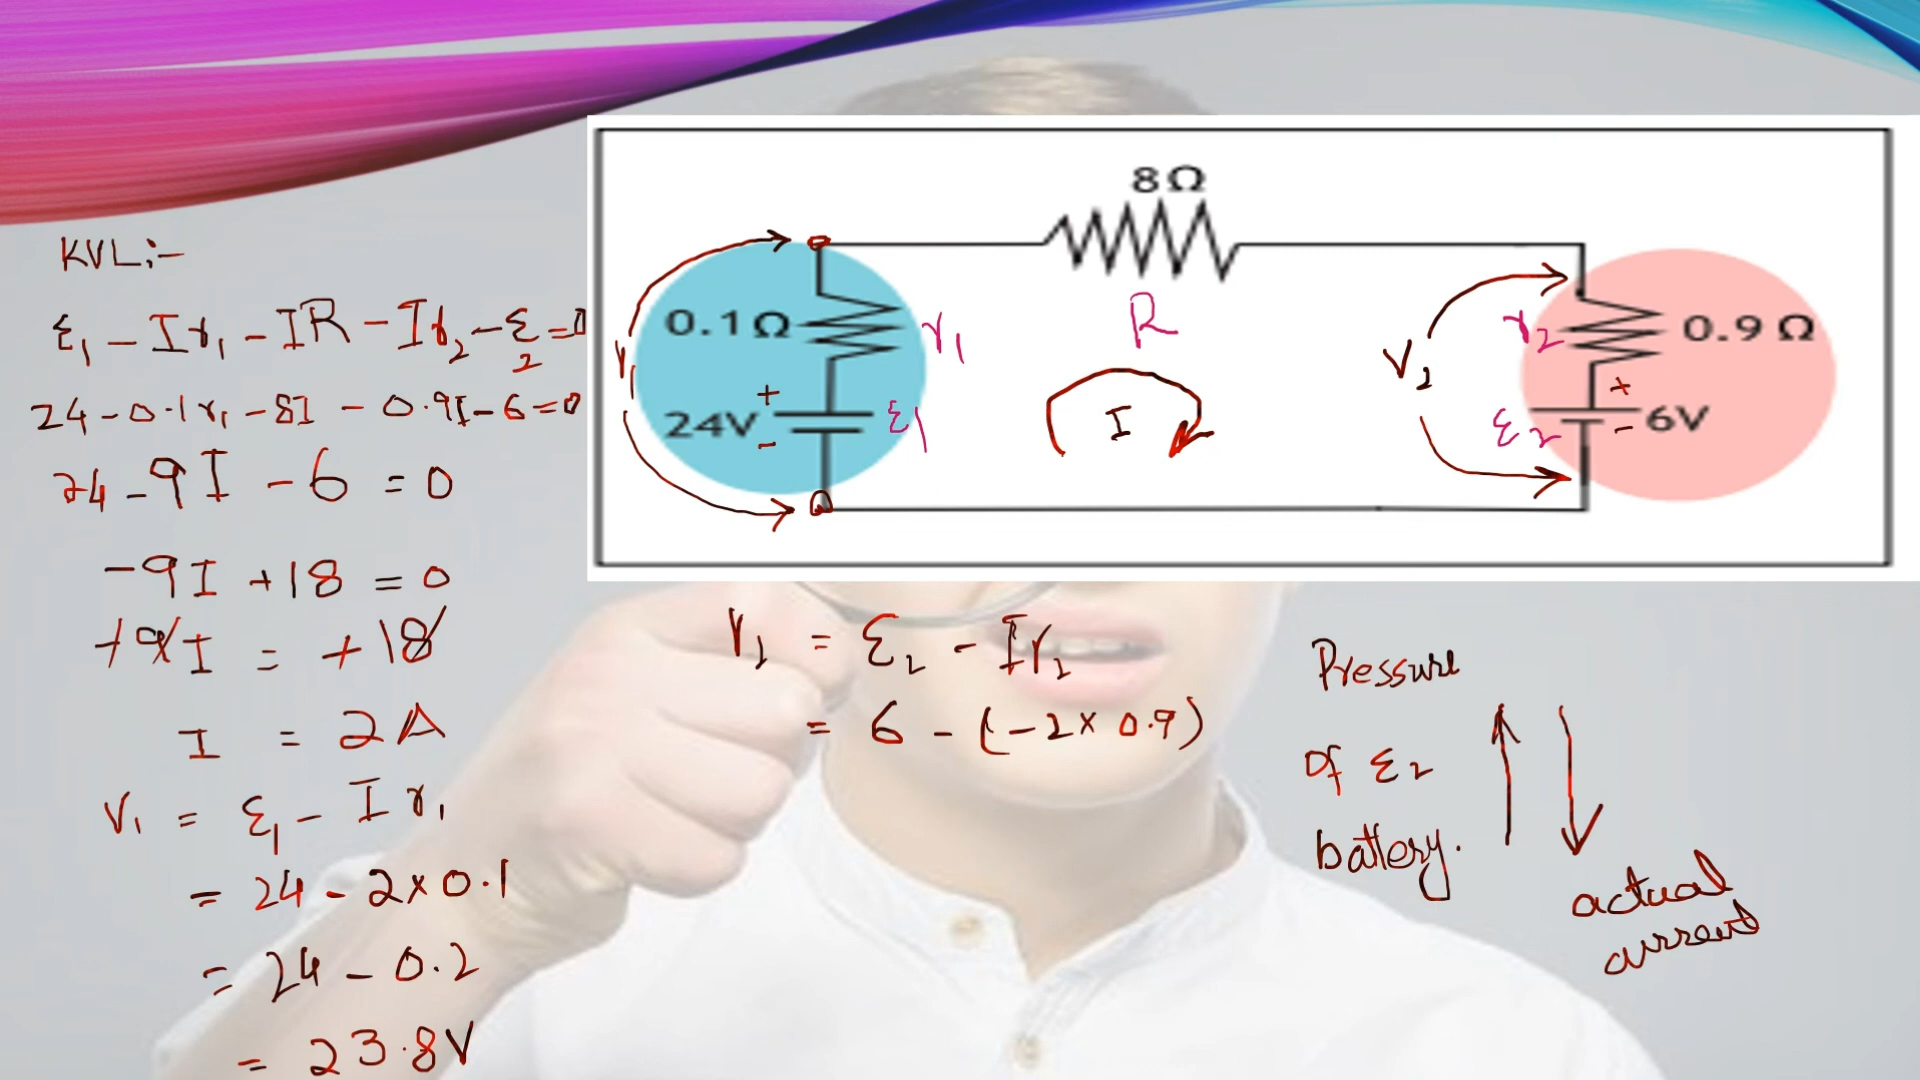 KVL:-
ε₁ - Ir₁ - IR - Ir₂ - ε₂ = 0
24 - 0.1r₁ - 8I - 0.9I - 6 = 0
24 - 9I - 6 = 0
-9I + 18 = 0
+9I = +18
I = 2A
V₁ = ε₁ - Ir₁
= 24 - 2×0.1
= 24 - 0.2
= 23.8V
8Ω
R
V₁
0.1Ω r₁
+
24V ε₁
-
I
V₂
r₂ 0.9 Ω
+
ε₂ 6V
-
V₂ = ε₂ - Ir₂
= 6 - (-2×0.9)
Pressure
of ε₂
battery.
actual
current